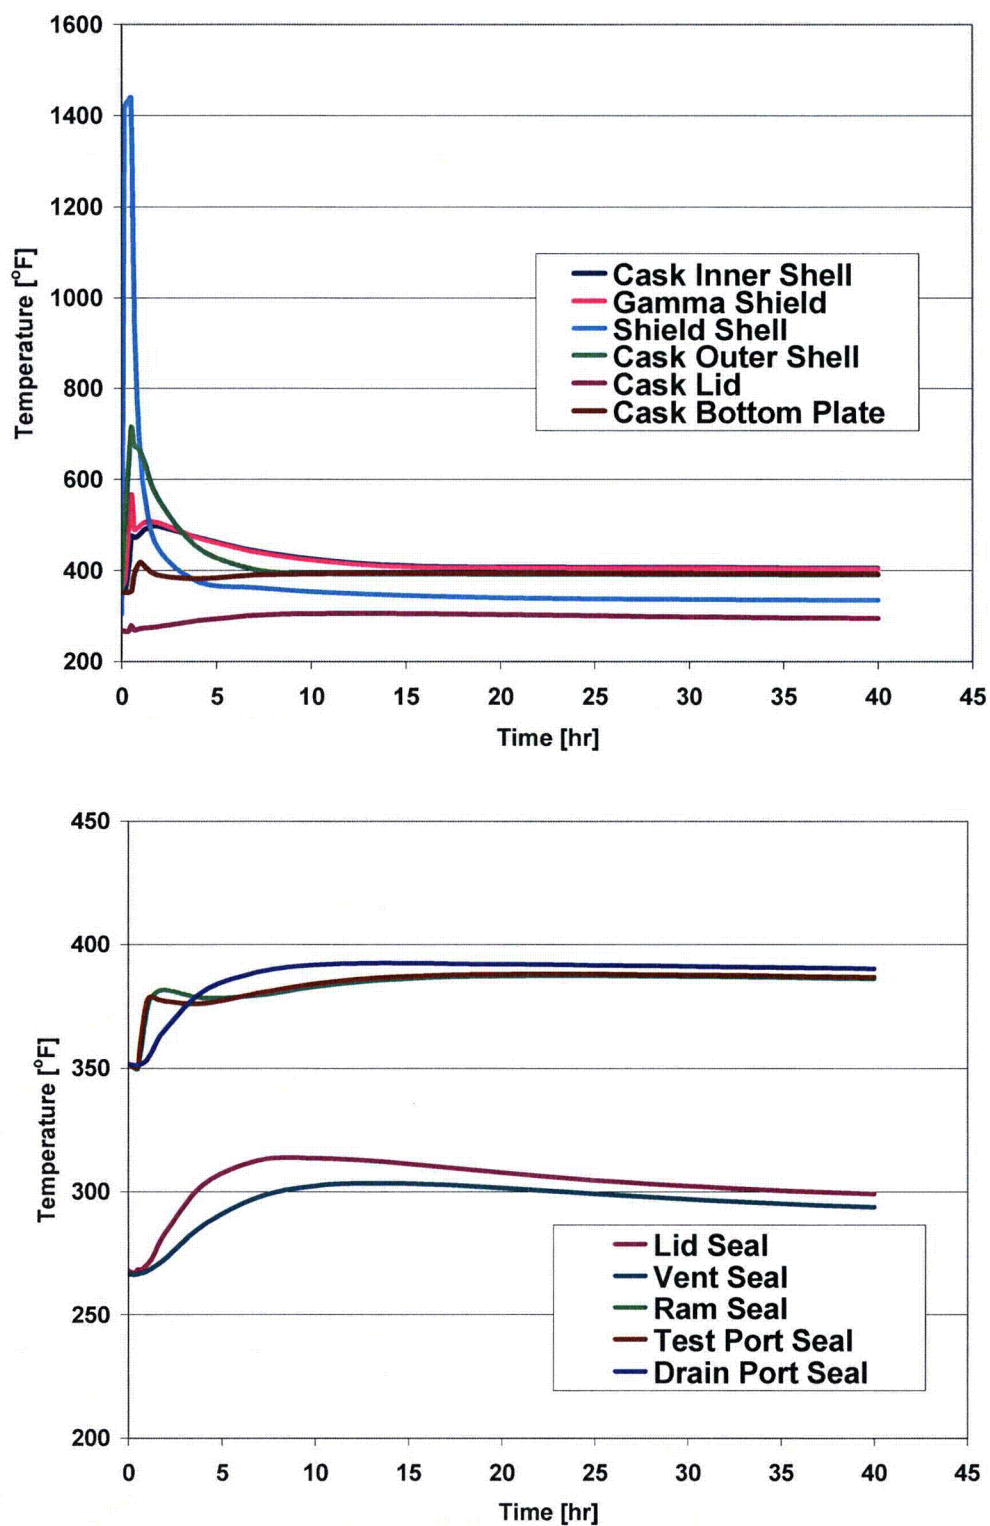 1600
1400
1200
1000
800
600
400
200
Temperature [°F]
Cask Inner Shell
Gamma Shield
Shield Shell
Cask Outer Shell
Cask Lid
Cask Bottom Plate
0 5 10 15 20 25 30 35 40 45
Time [hr]
450
400
350
300
250
200
Temperature [°F]
Lid Seal
Vent Seal
Ram Seal
Test Port Seal
Drain Port Seal
0 5 10 15 20 25 30 35 40 45
Time [hr]